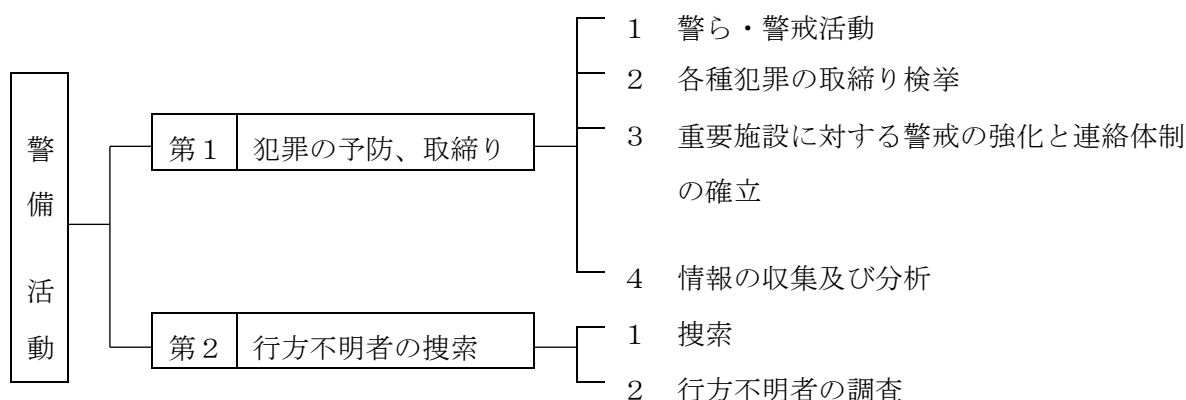 警備活動
第1 犯罪の予防、取締り
1 警ら・警戒活動
2 各種犯罪の取締り検挙
3 重要施設に対する警戒の強化と連絡体制
の確立
4 情報の収集及び分析
第2 行方不明者の捜索
1 捜索
2 行方不明者の調査